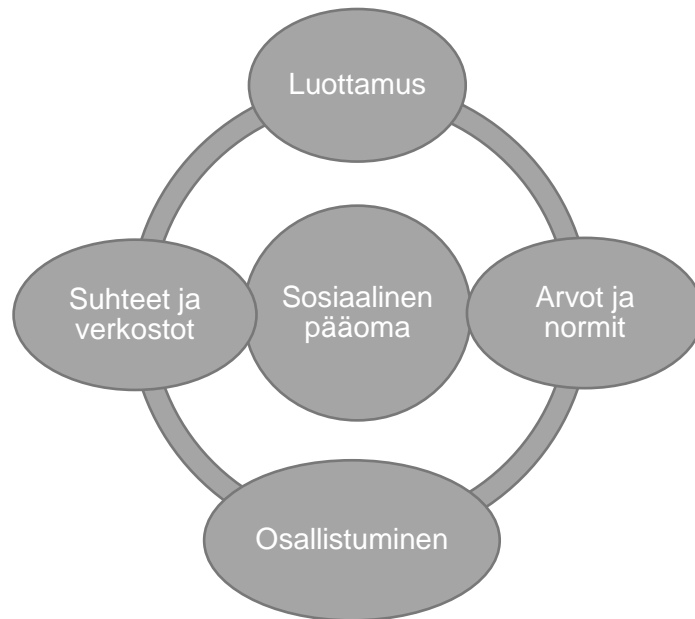 Luottamus
Suhteet ja
verkostot
Sosiaalinen
pääoma
Arvot ja
normit
Osallistuminen